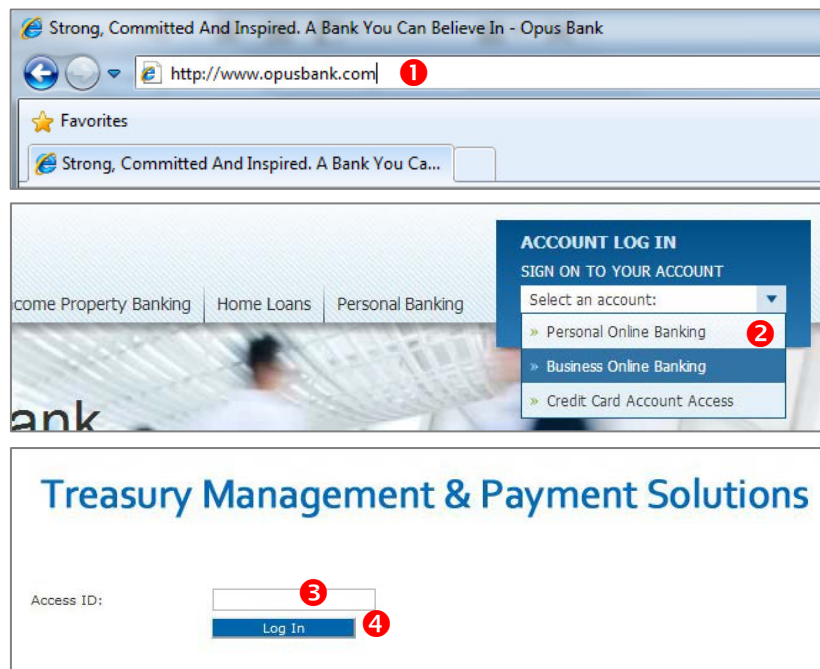 Strong, Committed And Inspired. A Bank You Can Believe In - Opus Bank
http://www.opusbank.com 1
Favorites
Strong, Committed And Inspired. A Bank You Ca...
ACCOUNT LOG IN
SIGN ON TO YOUR ACCOUNT
come Property Banking Home Loans Personal Banking Select an account:
» Personal Online Banking 2
» Business Online Banking
» Credit Card Account Access
ank
Treasury Management & Payment Solutions
Access ID: 3
Log In 4